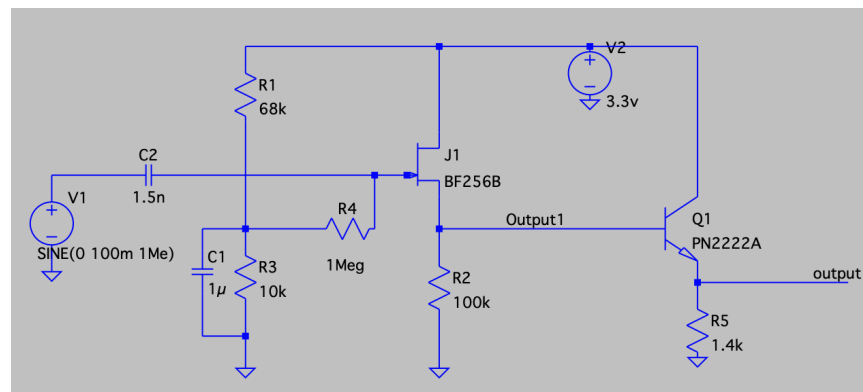 V2
R1
68k
3.3v
C2
J1
1.5n
BF256B
V1
R4
Output1
Q1
PN2222A
SINE(0 100m 1Me)
C1
R3
1Meg
R2
output
1µ
10k
100k
R5
1.4k
+
−
+
−